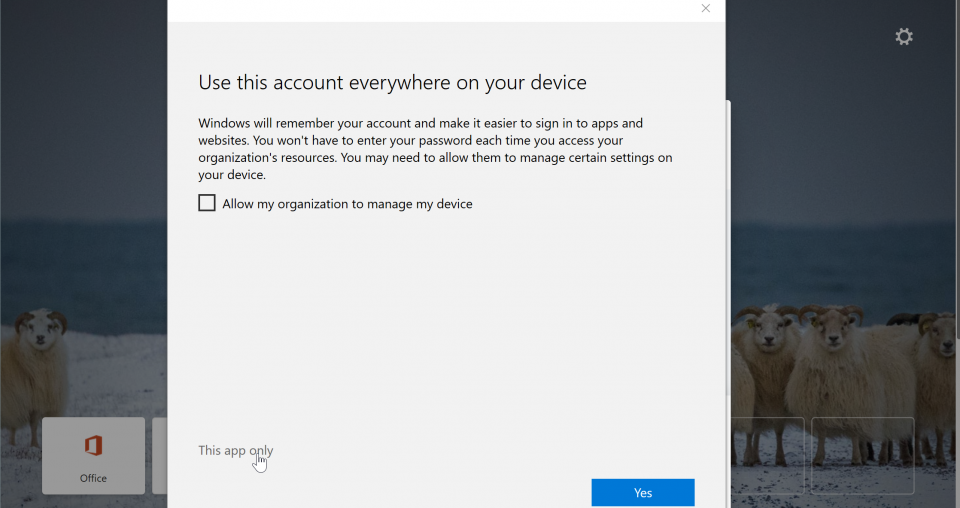 Use this account everywhere on your device
Windows will remember your account and make it easier to sign in to apps and
websites. You won't have to enter your password each time you access your
organization's resources. You may need to allow them to manage certain settings on
your device.
Allow my organization to manage my device
This app only
Office
Yes